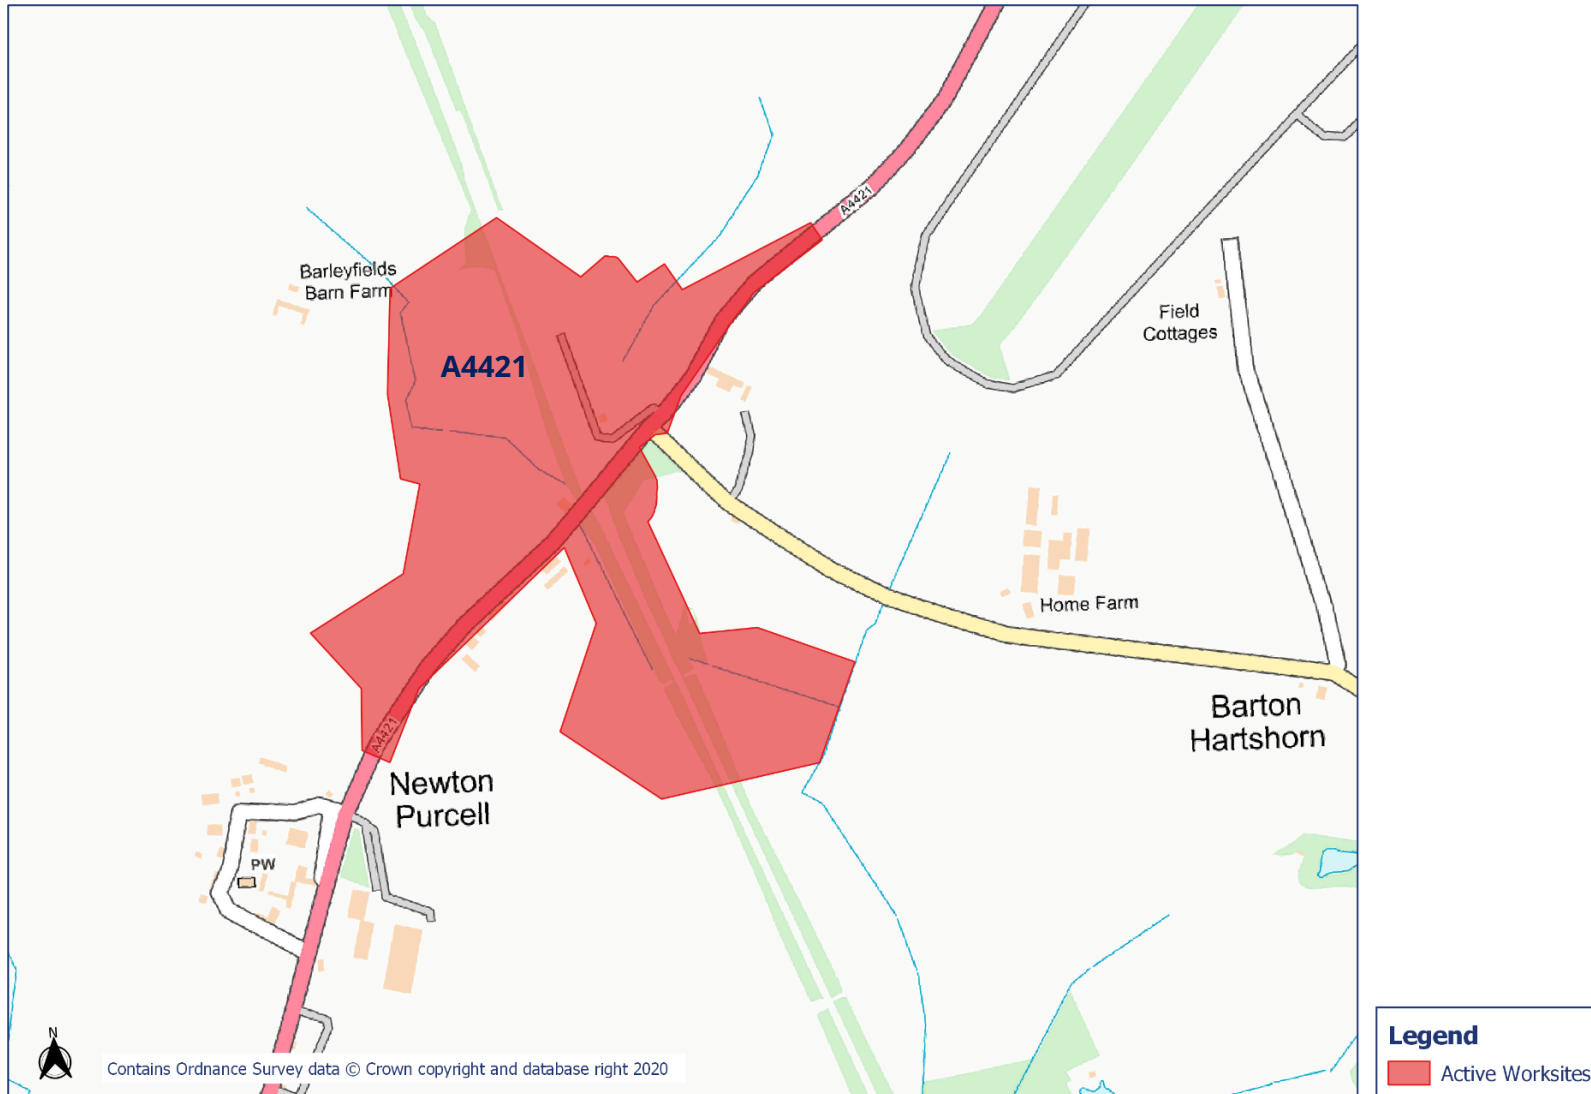 A4421
Barleyfields
Barn Farm
A4421
Field
Cottages
Home Farm
Barton
Hartshorn
A4421
Newton
Purcell
PW
N
Contains Ordnance Survey data © Crown copyright and database right 2020
Legend
Active Worksites